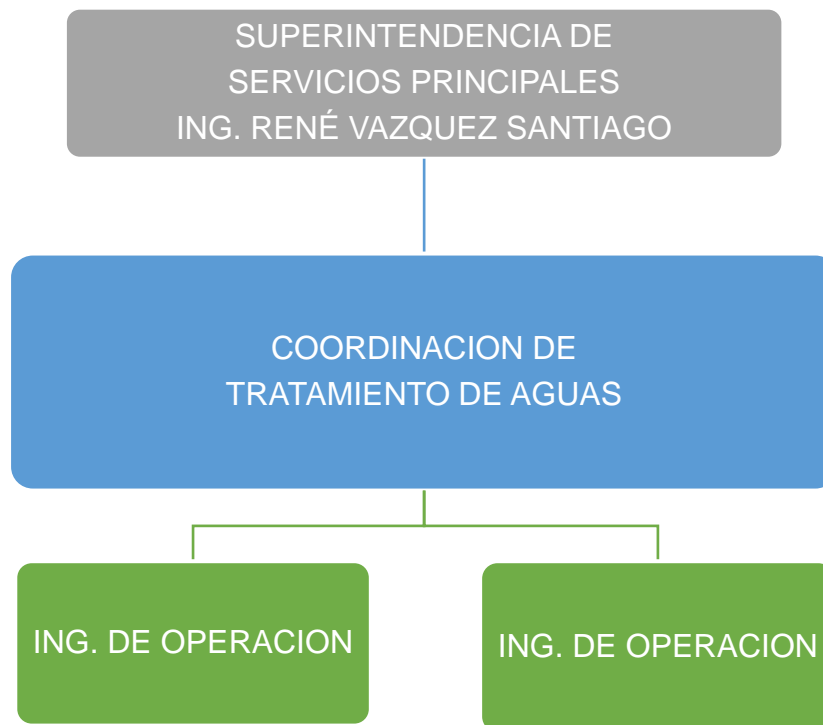 SUPERINTENDENCIA DE
SERVICIOS PRINCIPALES
ING. RENÉ VAZQUEZ SANTIAGO
COORDINACION DE
TRATAMIENTO DE AGUAS
ING. DE OPERACION
ING. DE OPERACION